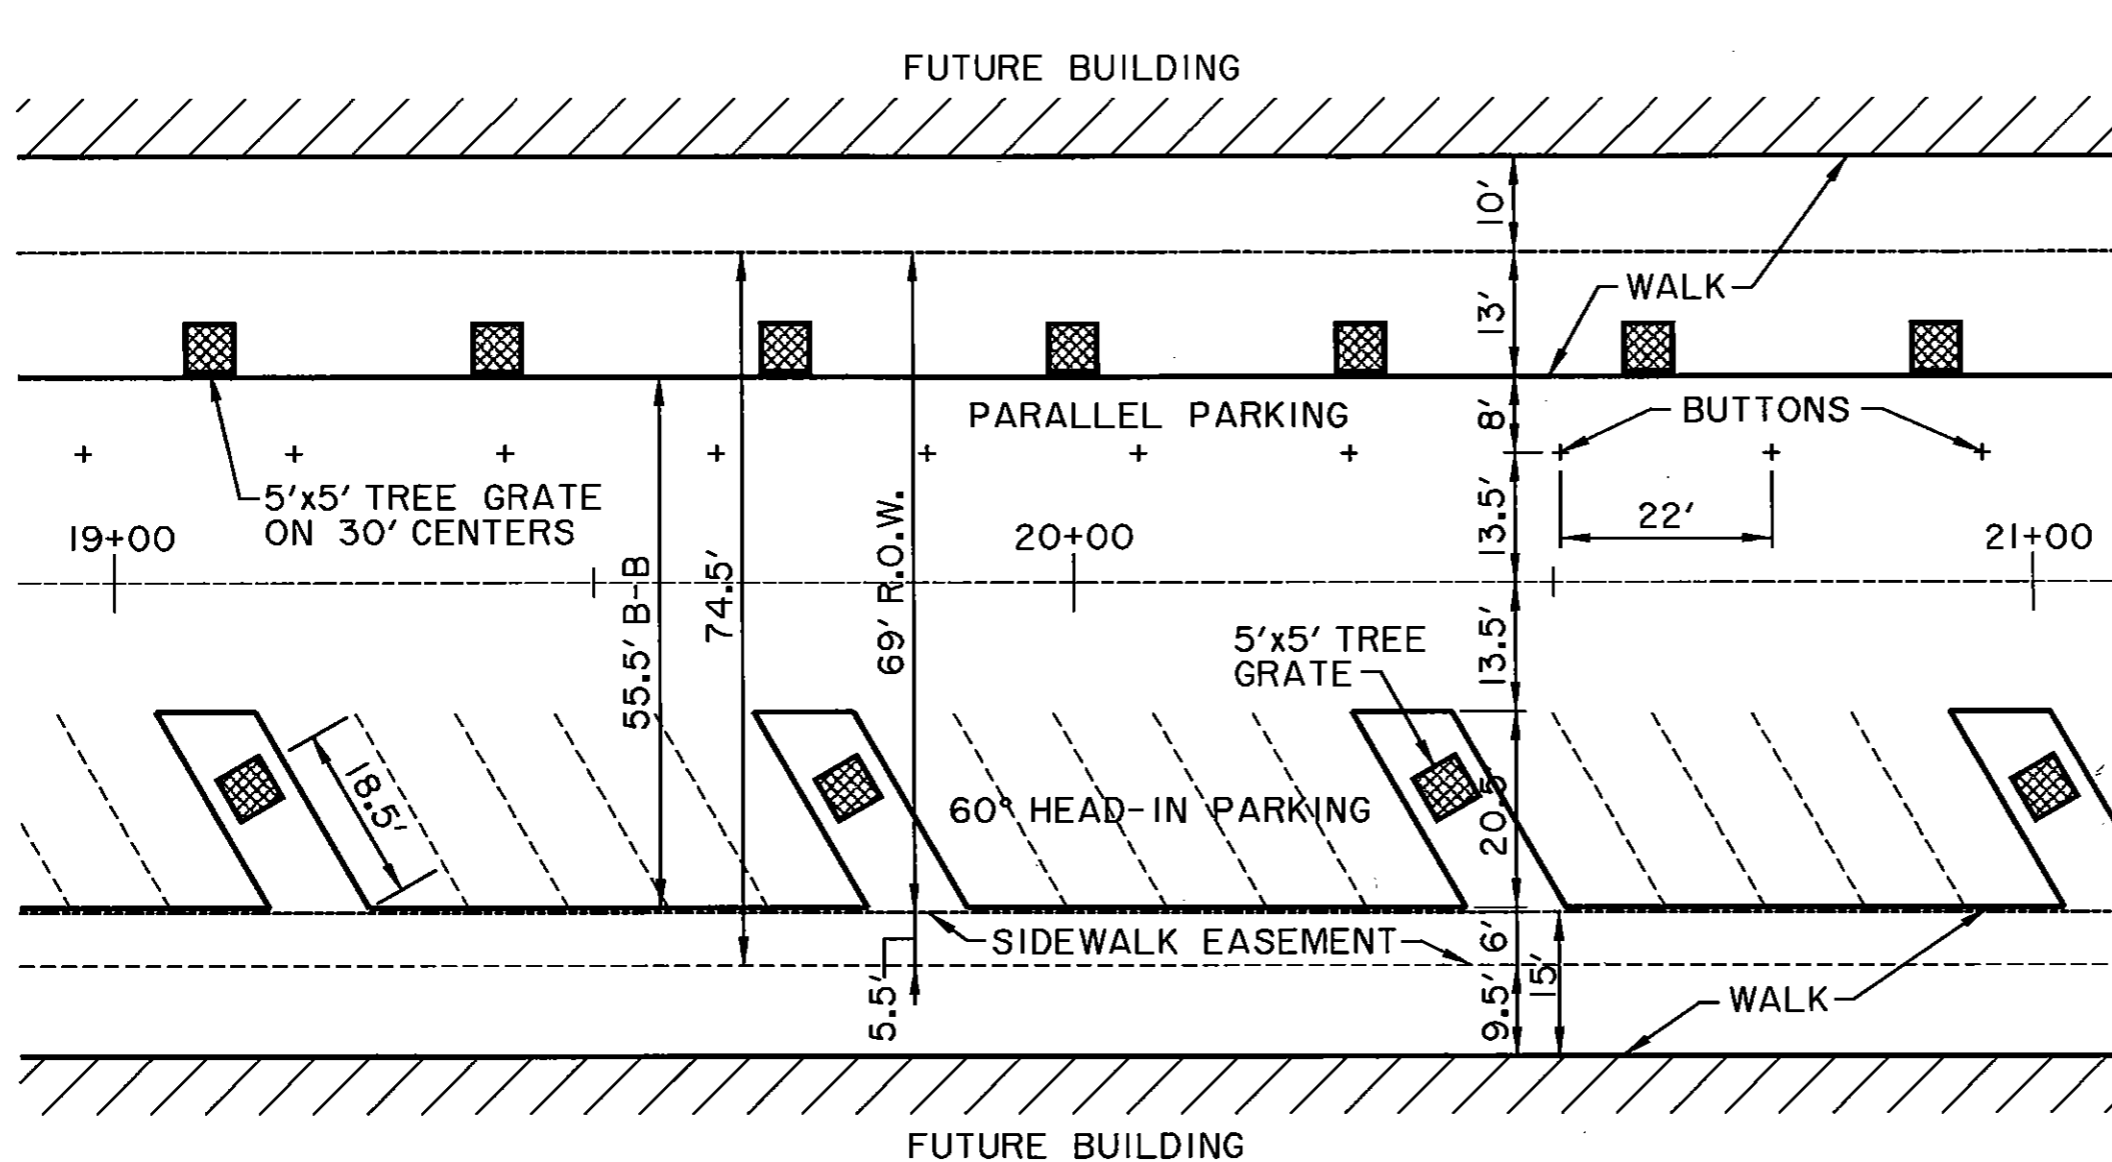 FUTURE BUILDING
10'
13'
WALK
PARALLEL PARKING
8'
BUTTONS
5'x5' TREE GRATE
ON 30' CENTERS
19+00
20+00
21+00
22'
13.5'
55.5' B-B
74.5'
69' R.O.W.
13.5'
5'x5' TREE
GRATE
18.5'
60° HEAD-IN PARKING
20.5'
SIDEWALK EASEMENT
6'
5.5'
9.5'
15'
WALK
FUTURE BUILDING